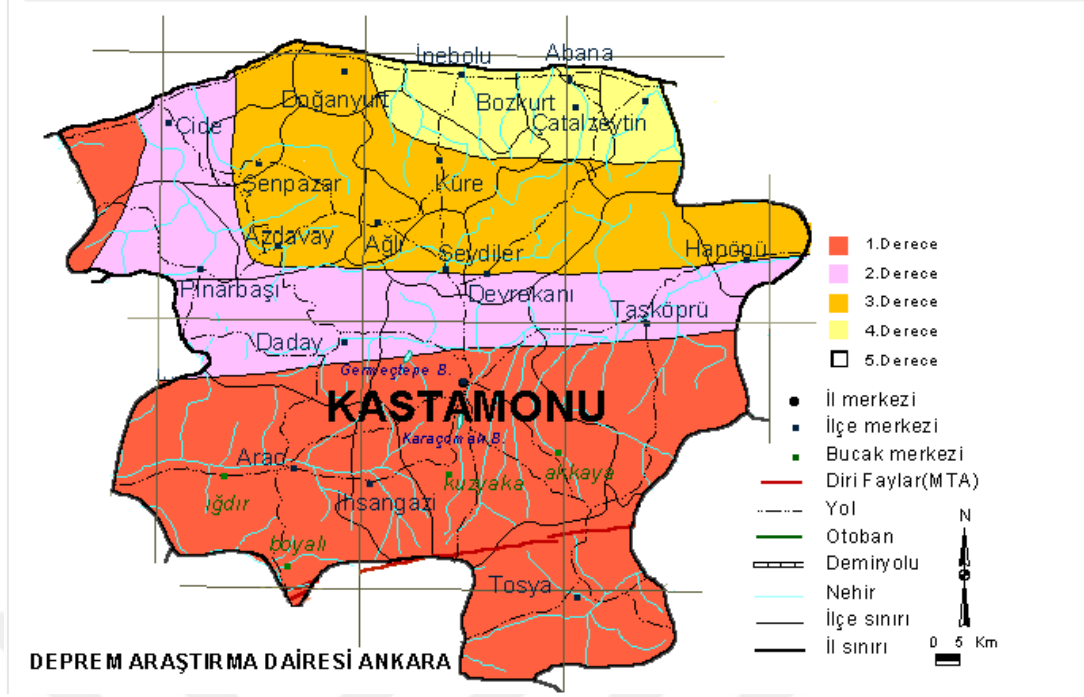 İnebolu
Abana
Doğanyurt
Bozkurt
Çatalzeytin
Cide
Şenpazar
Küre
Azdavay
Ağlı
Seydiler
Hanönü
Pınarbaşı
Devrekani
Taşköprü
Daday
Germeçtepe B.
KASTAMONU
Karaçomak B.
Araç
akkaya
kuzyaka
ığdır
İhsangazi
boyalı
Tosya
DEPREM ARAŞTIRMA DAİRESİ ANKARA
1.Derece
2.Derece
3.Derece
4.Derece
5.Derece
İl merkezi
İlçe merkezi
Bucak merkezi
Diri Faylar(MTA)
Yol
Otoban
Demiryolu
Nehir
İlçe sınırı
İl sınırı
N
0 5 Km